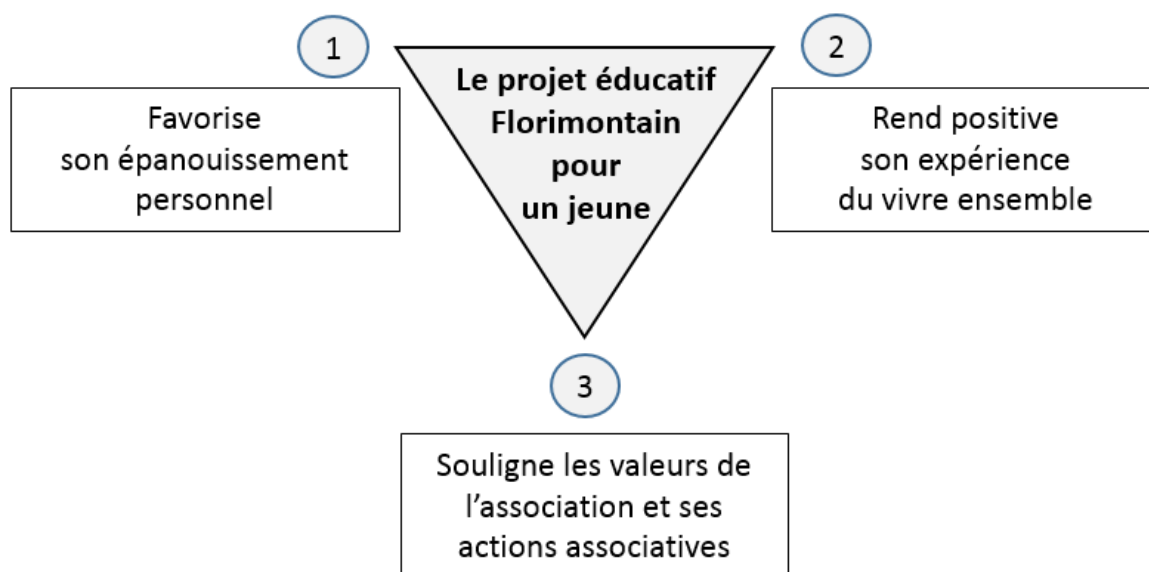 1
2
Le projet éducatif
Florimontain
pour
un jeune
Favorise
son épanouissement
personnel
Rend positive
son expérience
du vivre ensemble
3
Souligne les valeurs de
l’association et ses
actions associatives